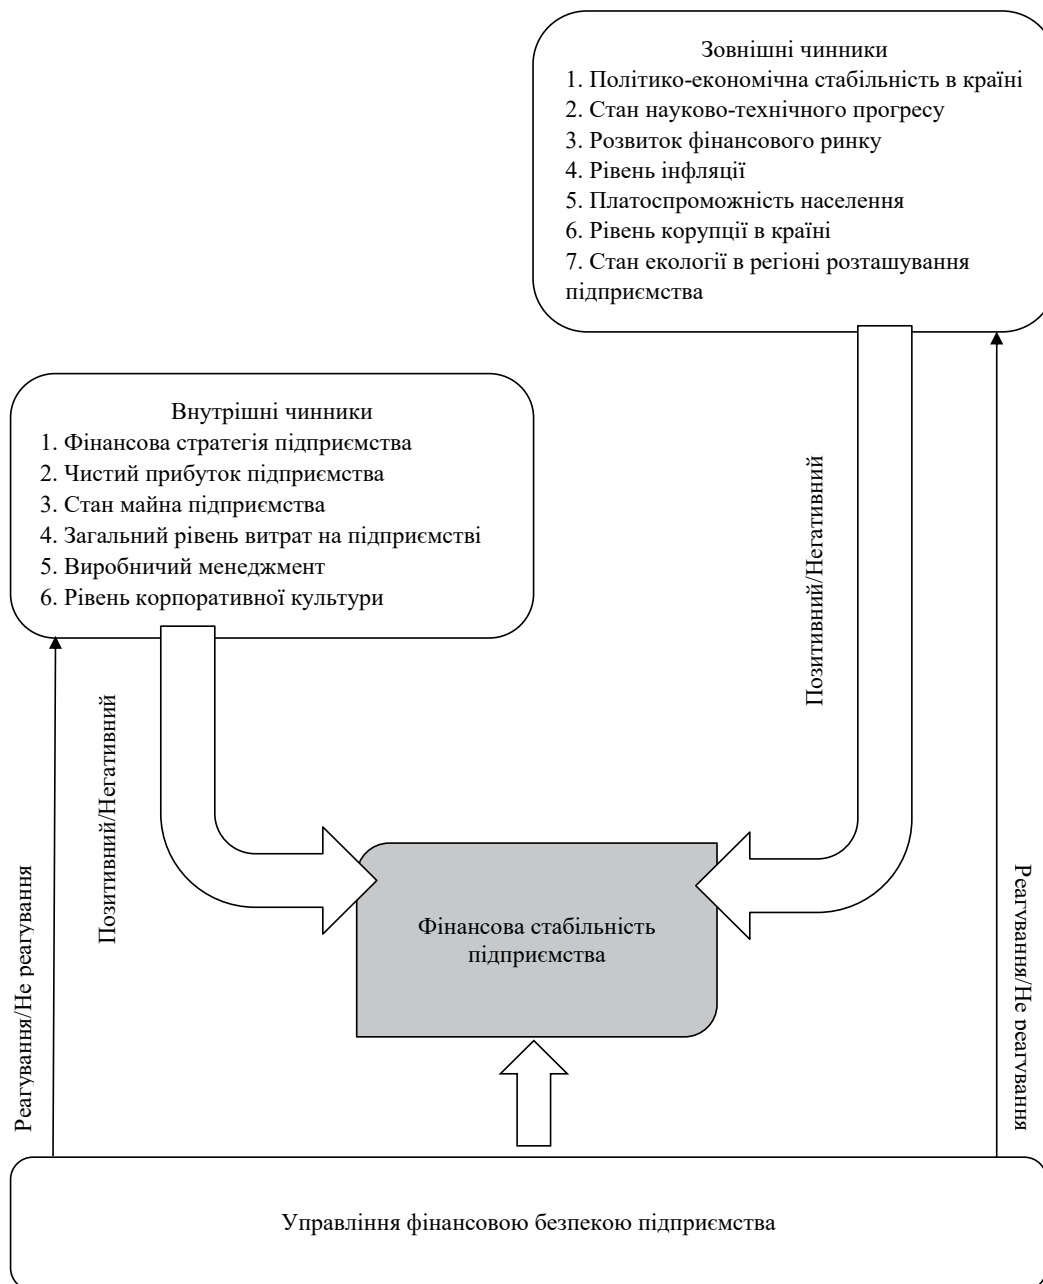 Зовнішні чинники
1. Політико-економічна стабільність в країні
2. Стан науково-технічного прогресу
3. Розвиток фінансового ринку
4. Рівень інфляції
5. Платоспроможність населення
6. Рівень корупції в країні
7. Стан екології в регіоні розташування
підприємства
Внутрішні чинники
1. Фінансова стратегія підприємства
2. Чистий прибуток підприємства
3. Стан майна підприємства
4. Загальний рівень витрат на підприємстві
5. Виробничий менеджмент
6. Рівень корпоративної культури
Позитивний/Негативний
Позитивний/Негативний
Реагування/Не реагування
Реагування/Не реагування
Фінансова стабільність
підприємства
Управління фінансовою безпекою підприємства